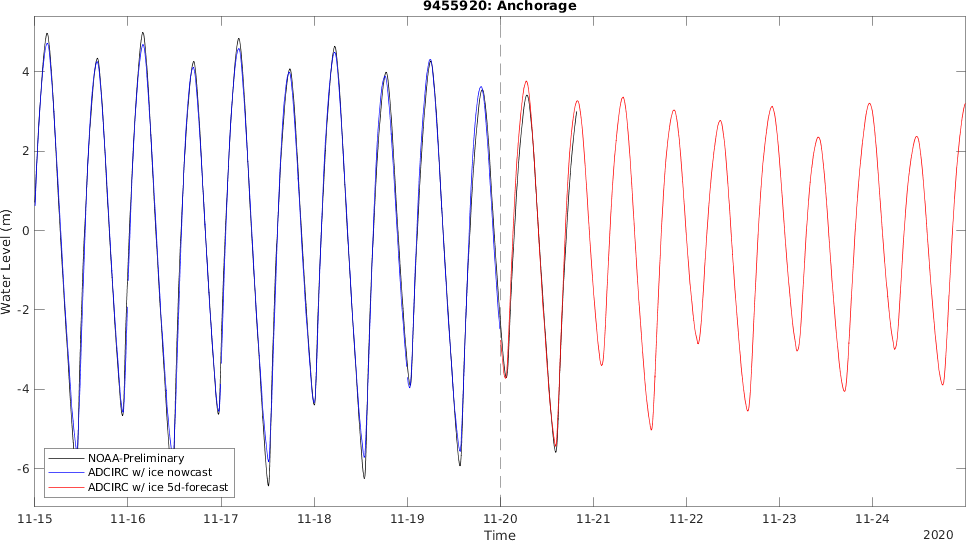 9455920: Anchorage
Water Level (m)
4
2
0
-2
-4
-6
NOAA-Preliminary
ADCIRC w/ ice nowcast
ADCIRC w/ ice 5d-forecast
11-15 11-16 11-17 11-18 11-19 11-20 11-21 11-22 11-23 11-24
Time
2020